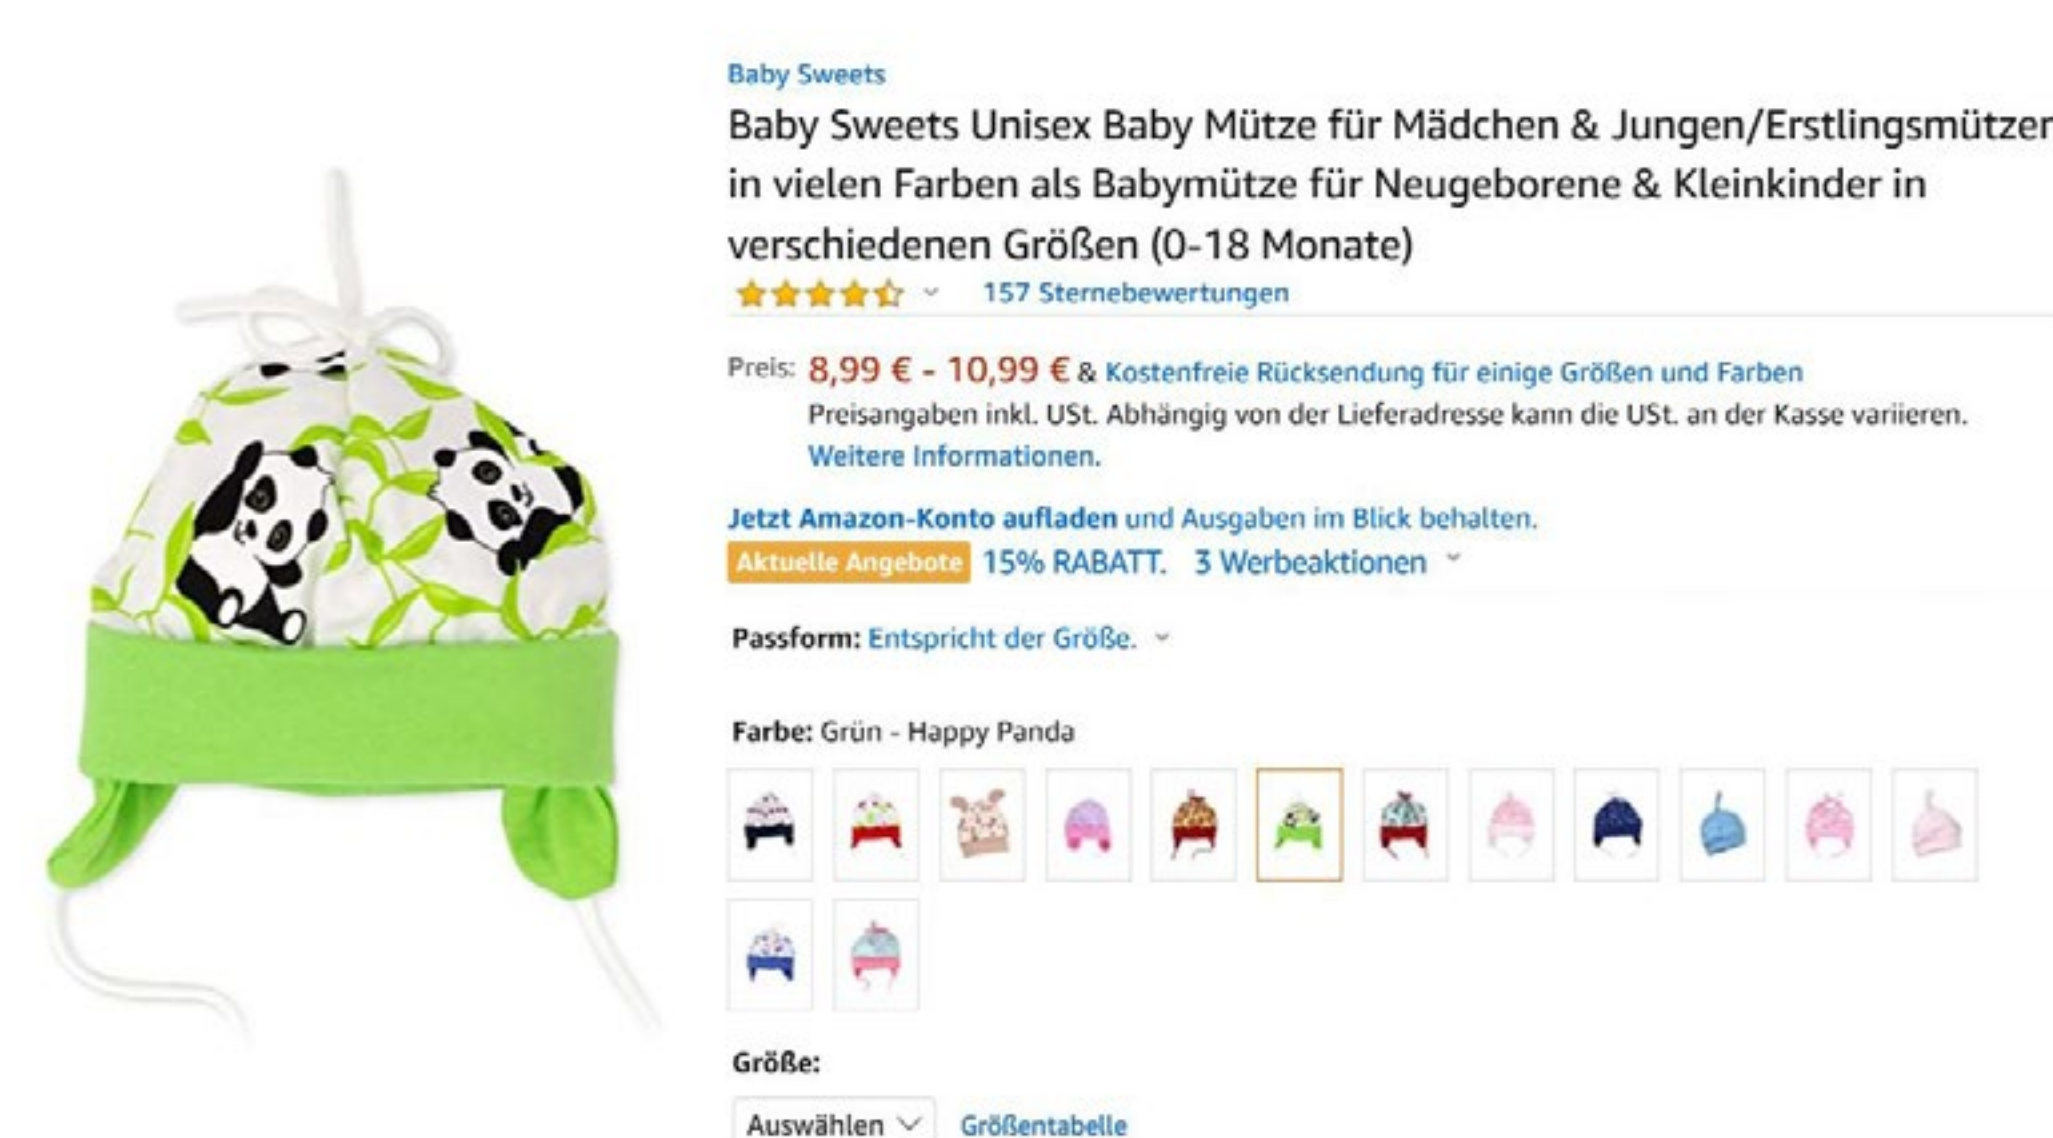 Baby Sweets
Baby Sweets Unisex Baby Mütze für Mädchen & Jungen/Erstlingsmützen
in vielen Farben als Babymütze für Neugeborene & Kleinkinder in
verschiedenen Größen (0-18 Monate)
157 Sternebewertungen
Preis: 8,99 € - 10,99 € & Kostenfreie Rücksendung für einige Größen und Farben
Preisangaben inkl. USt. Abhängig von der Lieferadresse kann die USt. an der Kasse variieren.
Weitere Informationen.
Jetzt Amazon-Konto aufladen und Ausgaben im Blick behalten.
Aktuelle Angebote 15% RABATT. 3 Werbeaktionen
Passform: Entspricht der Größe.
Farbe: Grün - Happy Panda
Größe:
Auswählen Größentabelle